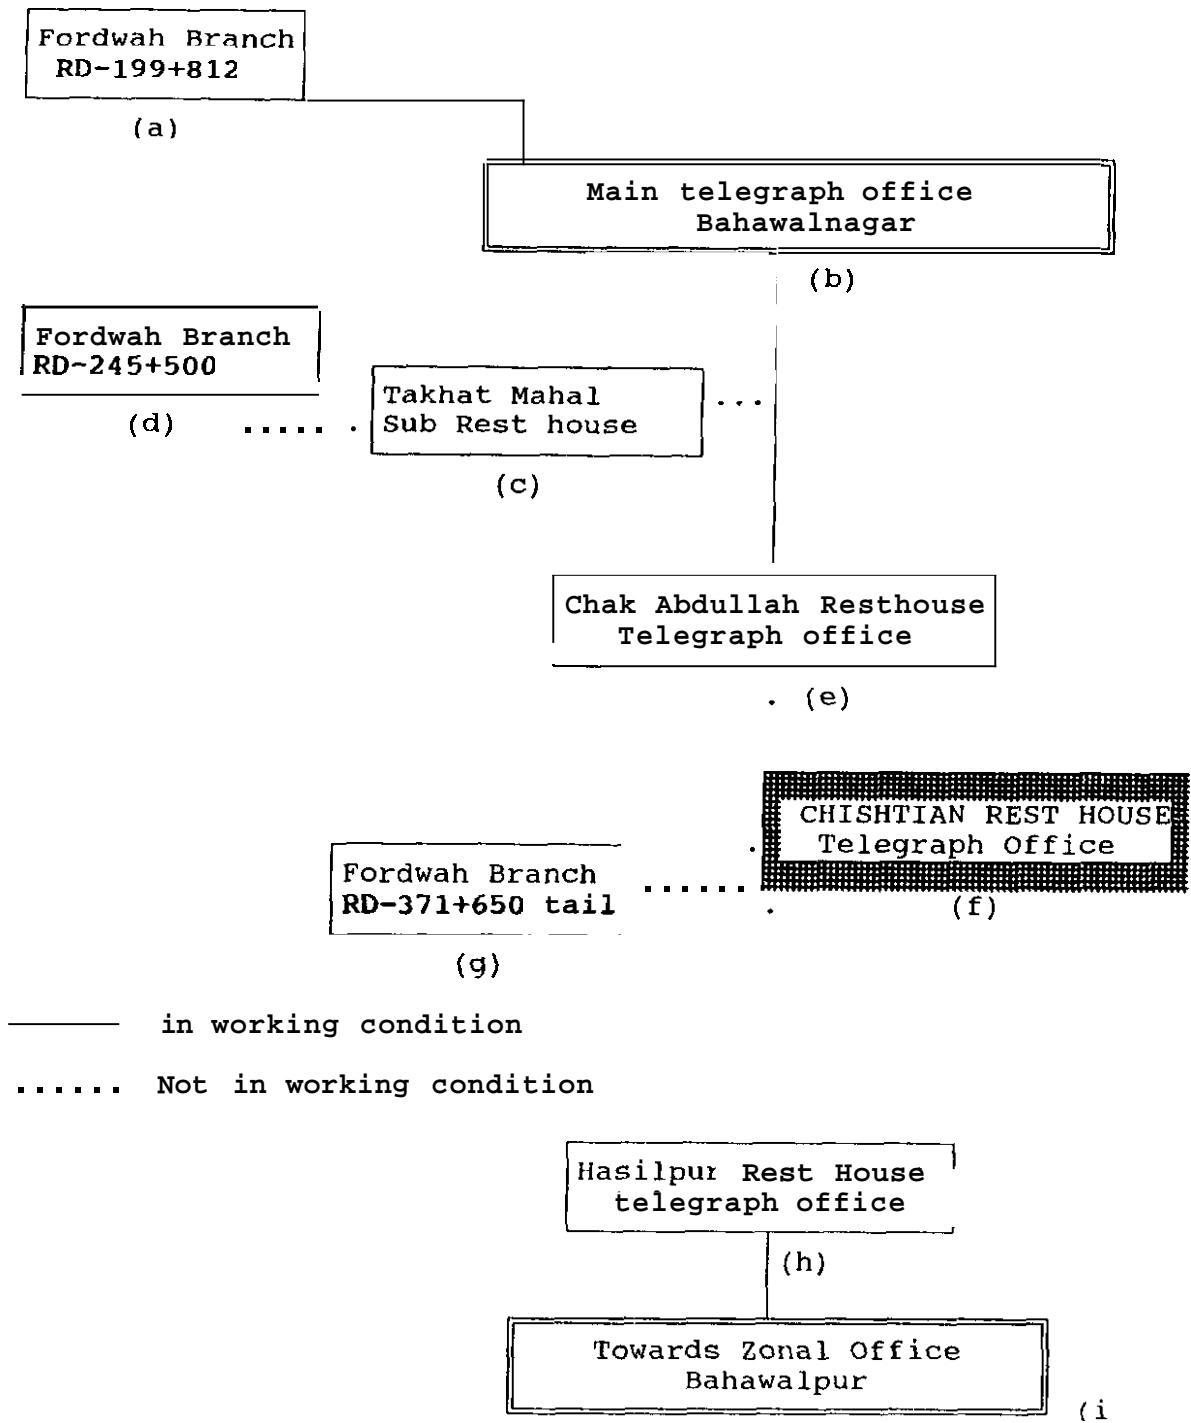 Fordwah Branch
RD-199+812
(a)
Main telegraph office
Bahawalnagar
(b)
Fordwah Branch
RD-245+500
(d)
Takhat Mahal
Sub Rest house
(c)
Chak Abdullah Resthouse
Telegraph office
(e)
CHISHTIAN REST HOUSE
Telegraph Office
(f)
Fordwah Branch
RD-371+650 tail
(g)
in working condition
...... Not in working condition
Hasilpur Rest House
telegraph office
(h)
Towards Zonal Office
Bahawalpur
(i